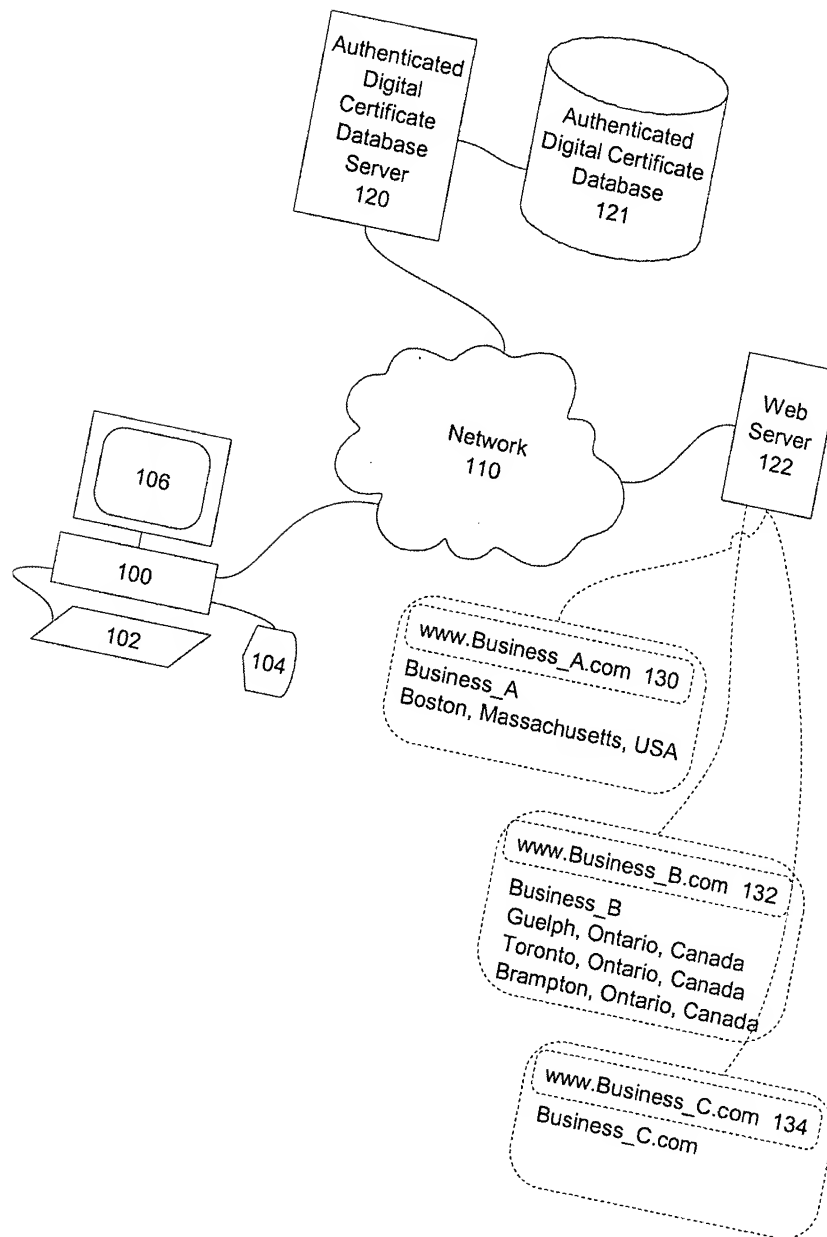 Authenticated
Digital
Certificate
Database
Server
120
Authenticated
Digital Certificate
Database
121
Network
110
Web
Server
122
106
100
102
104
www.Business_A.com 130
Business_A
Boston, Massachusetts, USA
www.Business_B.com 132
Business_B
Guelph, Ontario, Canada
Toronto, Ontario, Canada
Brampton, Ontario, Canada
www.Business_C.com 134
Business_C.com